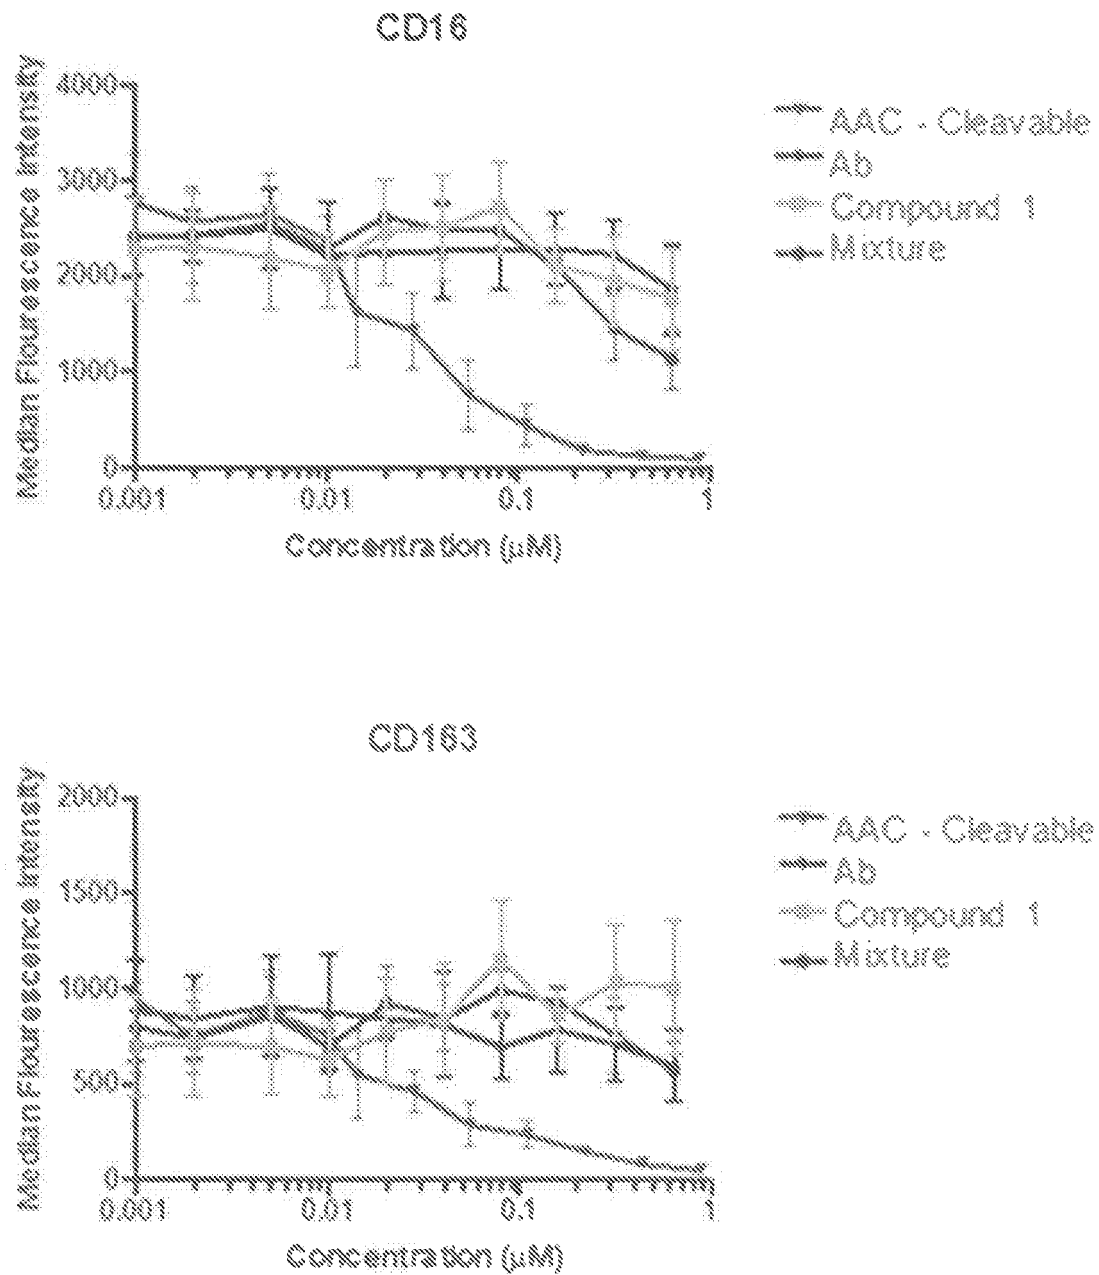 CD16
Median Flourescence Intensity
4000
3000
2000
1000
0
0.001
0.01
0.1
1
Concentration (µM)
AAC - Cleavable
Ab
Compound 1
Mixture
CD163
Median Flourescence Intensity
2000
1500
1000
500
0
0.001
0.01
0.1
1
Concentration (µM)
AAC - Cleavable
Ab
Compound 1
Mixture